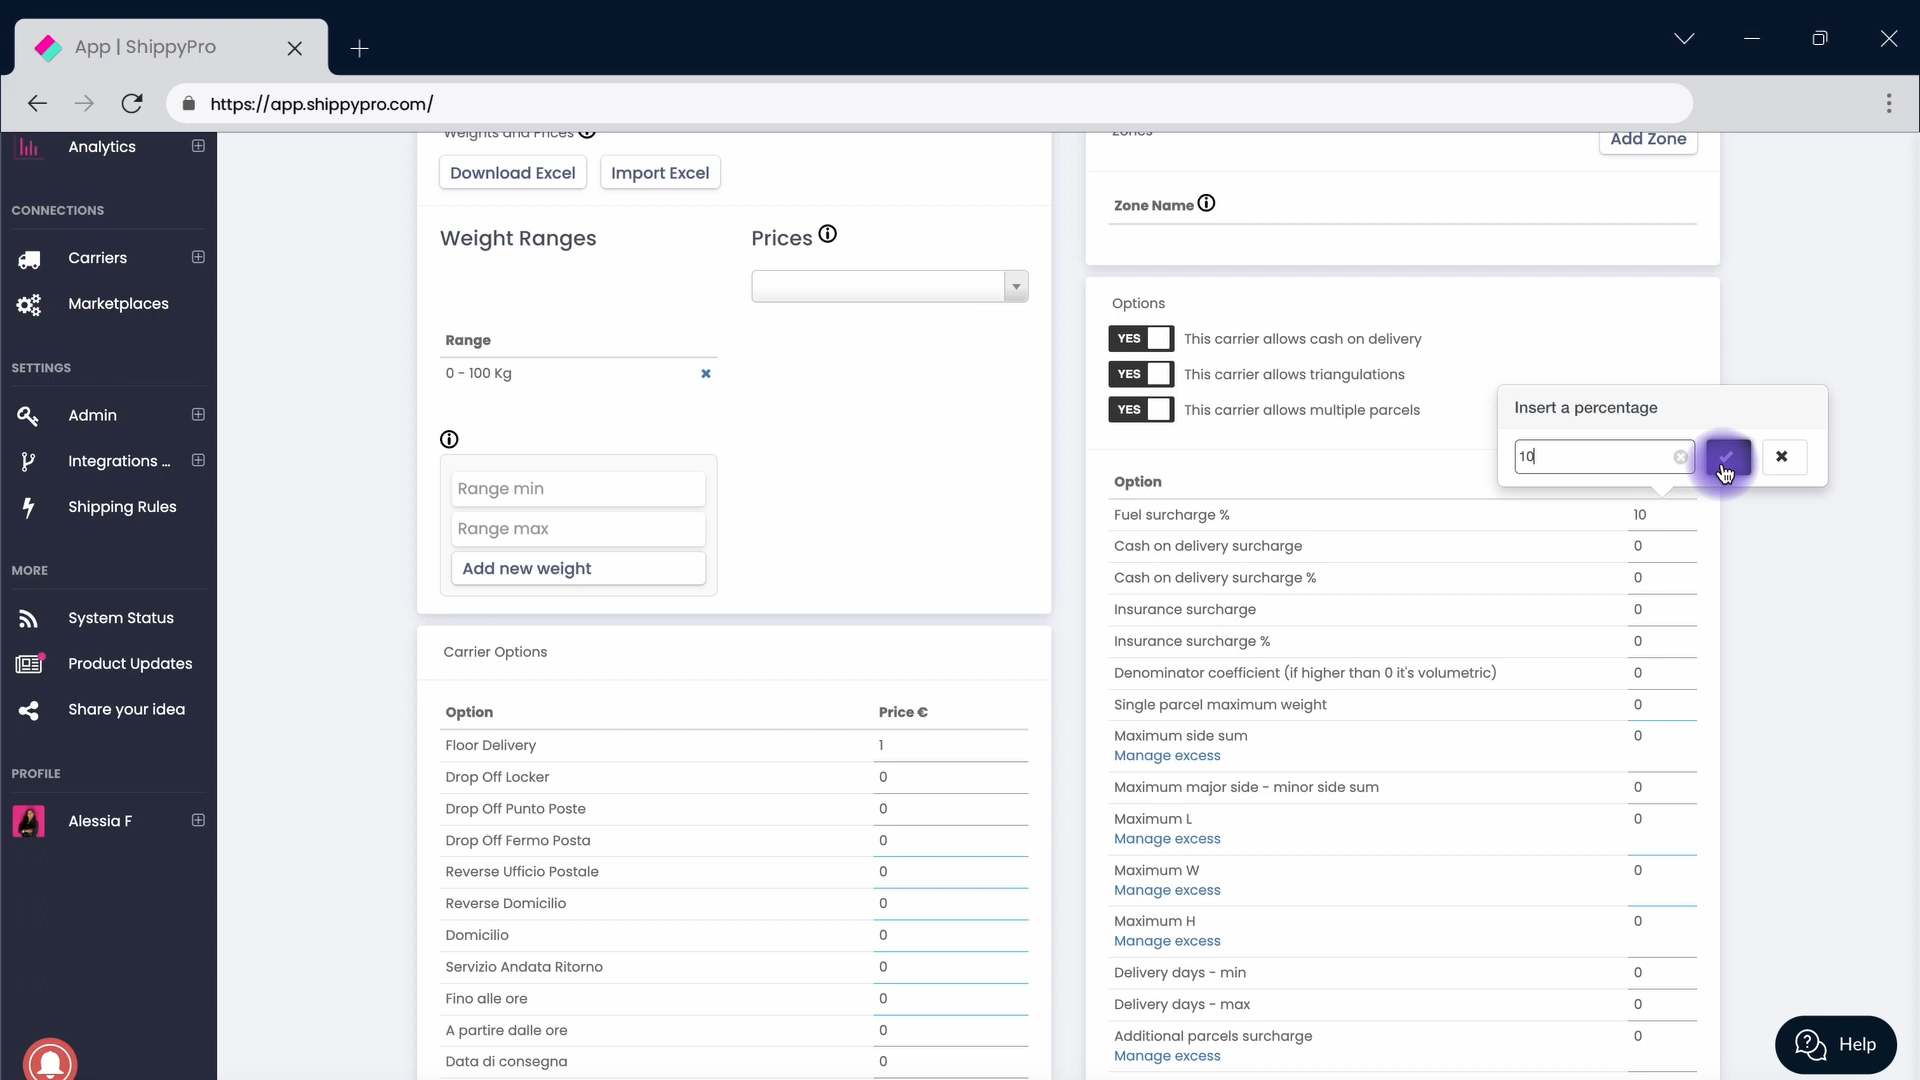 App | ShippyPro
https://app.shippypro.com/
Analytics
CONNECTIONS
Carriers
Marketplaces
SETTINGS
Admin
Integrations ...
Shipping Rules
MORE
System Status
Product Updates
Share your idea
PROFILE
Alessia F
Weights and Prices
Download Excel
Import Excel
Weight Ranges
Prices
Range
0 - 100 Kg
Range min
Range max
Add new weight
Carrier Options
Option Price €
Floor Delivery 1
Drop Off Locker 0
Drop Off Punto Poste 0
Drop Off Fermo Posta 0
Reverse Ufficio Postale 0
Reverse Domicilio 0
Domicilio 0
Servizio Andata Ritorno 0
Fino alle ore 0
A partire dalle ore 0
Data di consegna 0
Zones
Add Zone
Zone Name
Options
YES This carrier allows cash on delivery
YES This carrier allows triangulations
YES This carrier allows multiple parcels
Insert a percentage
10
Option
Fuel surcharge % 10
Cash on delivery surcharge 0
Cash on delivery surcharge % 0
Insurance surcharge 0
Insurance surcharge % 0
Denominator coefficient (if higher than 0 it's volumetric) 0
Single parcel maximum weight 0
Maximum side sum 0
Manage excess
Maximum major side - minor side sum 0
Maximum L 0
Manage excess
Maximum W 0
Manage excess
Maximum H 0
Manage excess
Delivery days - min 0
Delivery days - max 0
Additional parcels surcharge 0
Manage excess
Help